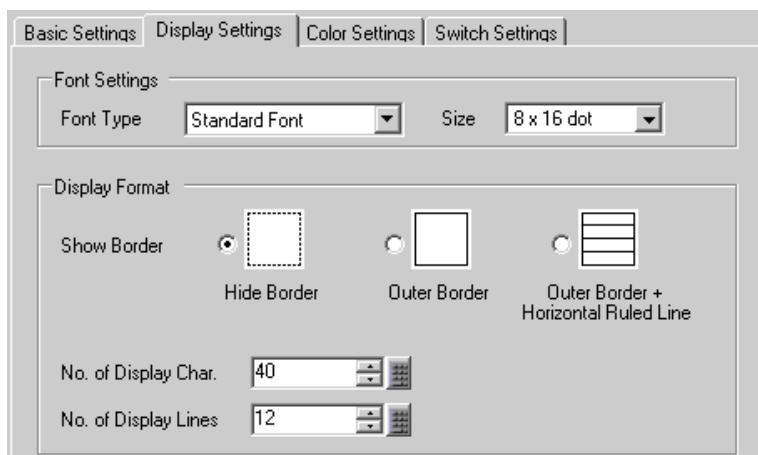 Basic Settings Display Settings Color Settings Switch Settings
Font Settings
Font Type Standard Font Size 8 x 16 dot
Display Format
Show Border
Hide Border Outer Border Outer Border +
Horizontal Ruled Line
No. of Display Char. 40
No. of Display Lines 12